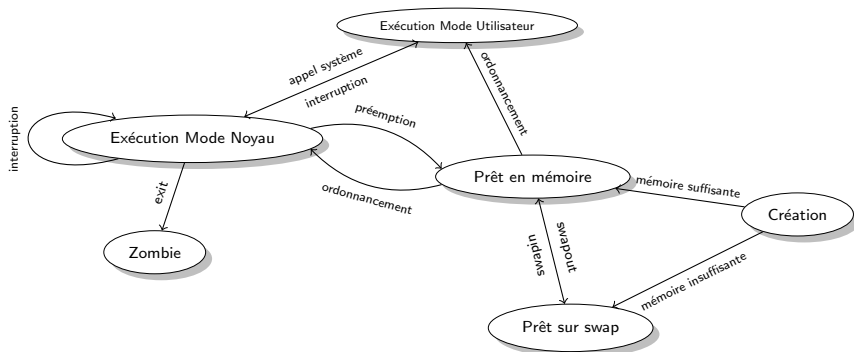 Exécution Mode Utilisateur
appel système
interruption
ordonnancement
préemption
interruption
Exécution Mode Noyau
Prêt en mémoire
mémoire suffisante
ordonnancement
exit
Création
swapout
swapin
Zombie
mémoire insuffisante
Prêt sur swap